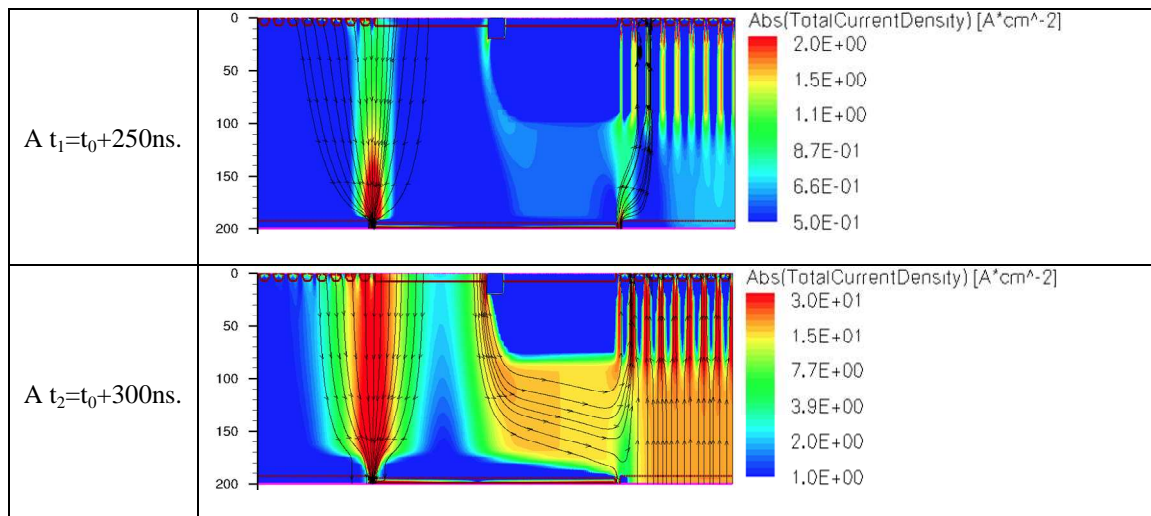 A t₁=t₀+250ns.
0
50
100
150
200
Abs(TotalCurrentDensity) [A*cm^-2]
2.0E+00
1.5E+00
1.1E+00
8.7E-01
6.6E-01
5.0E-01
A t₂=t₀+300ns.
0
50
100
150
200
Abs(TotalCurrentDensity) [A*cm^-2]
3.0E+01
1.5E+01
7.7E+00
3.9E+00
2.0E+00
1.0E+00